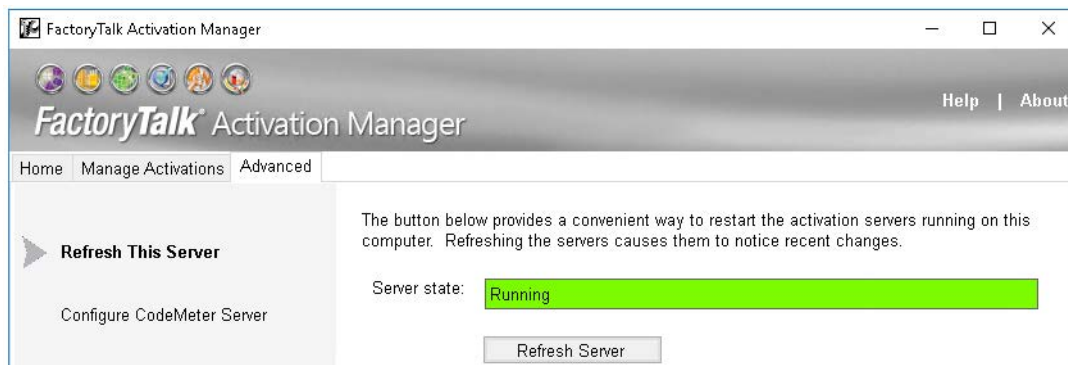 FactoryTalk Activation Manager
FactoryTalk Activation Manager
Help | About
Home Manage Activations Advanced
Refresh This Server
Configure CodeMeter Server
The button below provides a convenient way to restart the activation servers running on this
computer. Refreshing the servers causes them to notice recent changes.
Server state: Running
Refresh Server